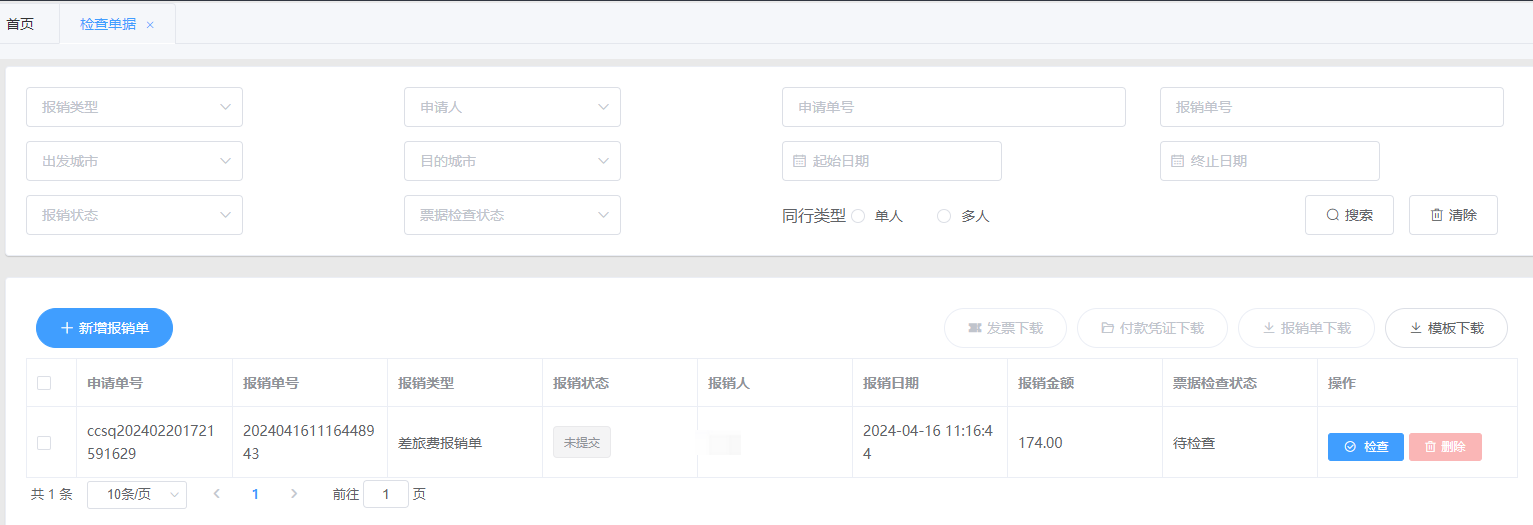 首页
检查单据
报销类型
申请人
申请单号
报销单号
出发城市
目的城市
起始日期
终止日期
报销状态
票据检查状态
同行类型 单人 多人
搜索
清除
新增报销单
发票下载
付款凭证下载
报销单下载
模板下载
申请单号 报销单号 报销类型 报销状态 报销人 报销日期 报销金额 票据检查状态 操作
ccsq202402201721
591629
2024041611164489
43
差旅费报销单
未提交
2024-04-16 11:16:4
4
174.00
待检查
检查
删除
共 1 条 10条/页 1 前往 1 页